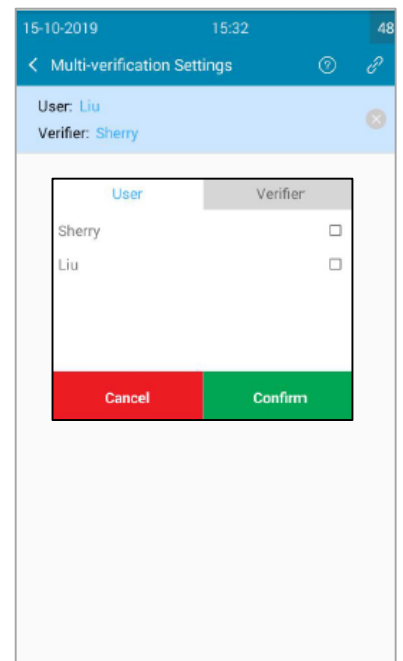 15-10-2019 15:32 48
Multi-verification Settings
User: Liu
Verifier: Sherry
User Verifier
Sherry
Liu
Cancel Confirm